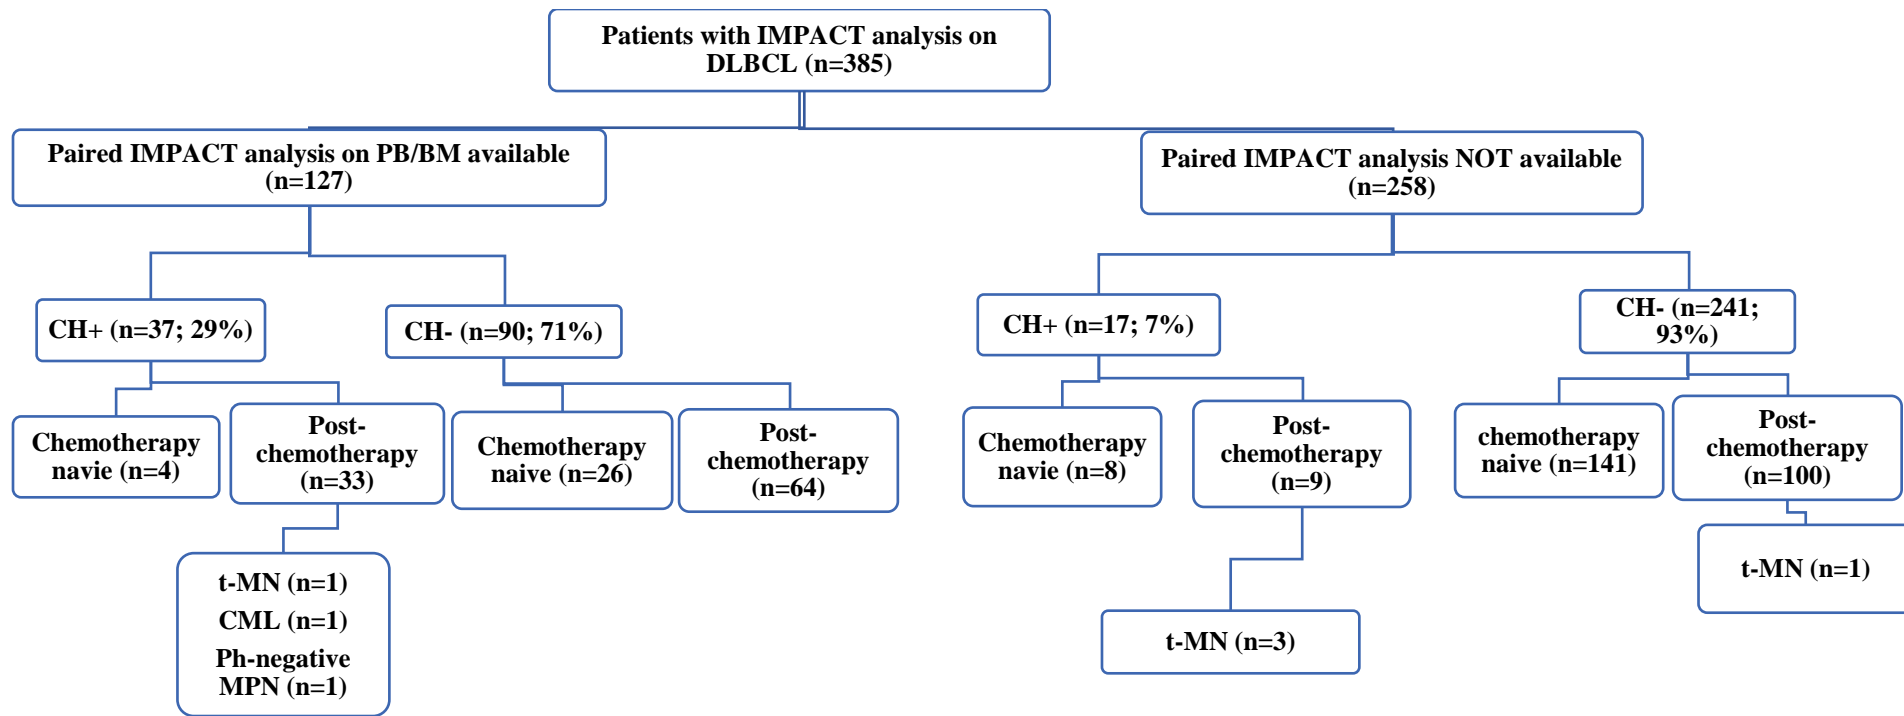 Patients with IMPACT analysis on
DLBCL (n=385)
Paired IMPACT analysis on PB/BM available
(n=127)
Paired IMPACT analysis NOT available
(n=258)
CH+ (n=37; 29%)
CH- (n=90; 71%)
CH+ (n=17; 7%)
CH- (n=241;
93%)
Chemotherapy
navie (n=4)
Post-
chemotherapy
(n=33)
Chemotherapy
naive (n=26)
Post-
chemotherapy
(n=64)
Chemotherapy
navie (n=8)
Post-
chemotherapy
(n=9)
chemotherapy
naive (n=141)
Post-
chemotherapy
(n=100)
t-MN (n=1)
CML (n=1)
Ph-negative
MPN (n=1)
t-MN (n=3)
t-MN (n=1)